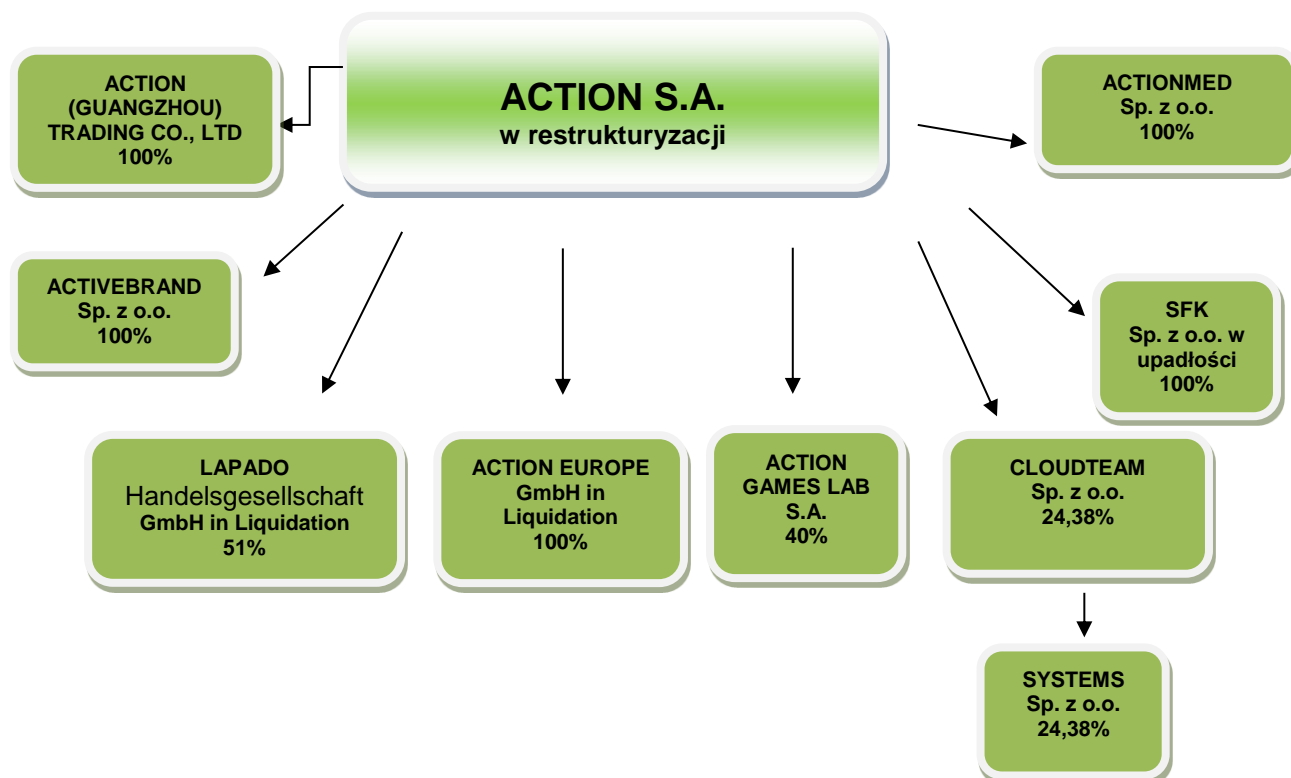 ACTION S.A.
w restrukturyzacji
ACTION
(GUANGZHOU)
TRADING CO., LTD
100%
ACTIONMED
Sp. z o.o.
100%
ACTIVEBRAND
Sp. z o.o.
100%
SFK
Sp. z o.o. w
upadłości
100%
LAPADO
Handelsgesellschaft
GmbH in Liquidation
51%
ACTION EUROPE
GmbH in
Liquidation
100%
ACTION
GAMES LAB
S.A.
40%
CLOUDTEAM
Sp. z o.o.
24,38%
SYSTEMS
Sp. z o.o.
24,38%